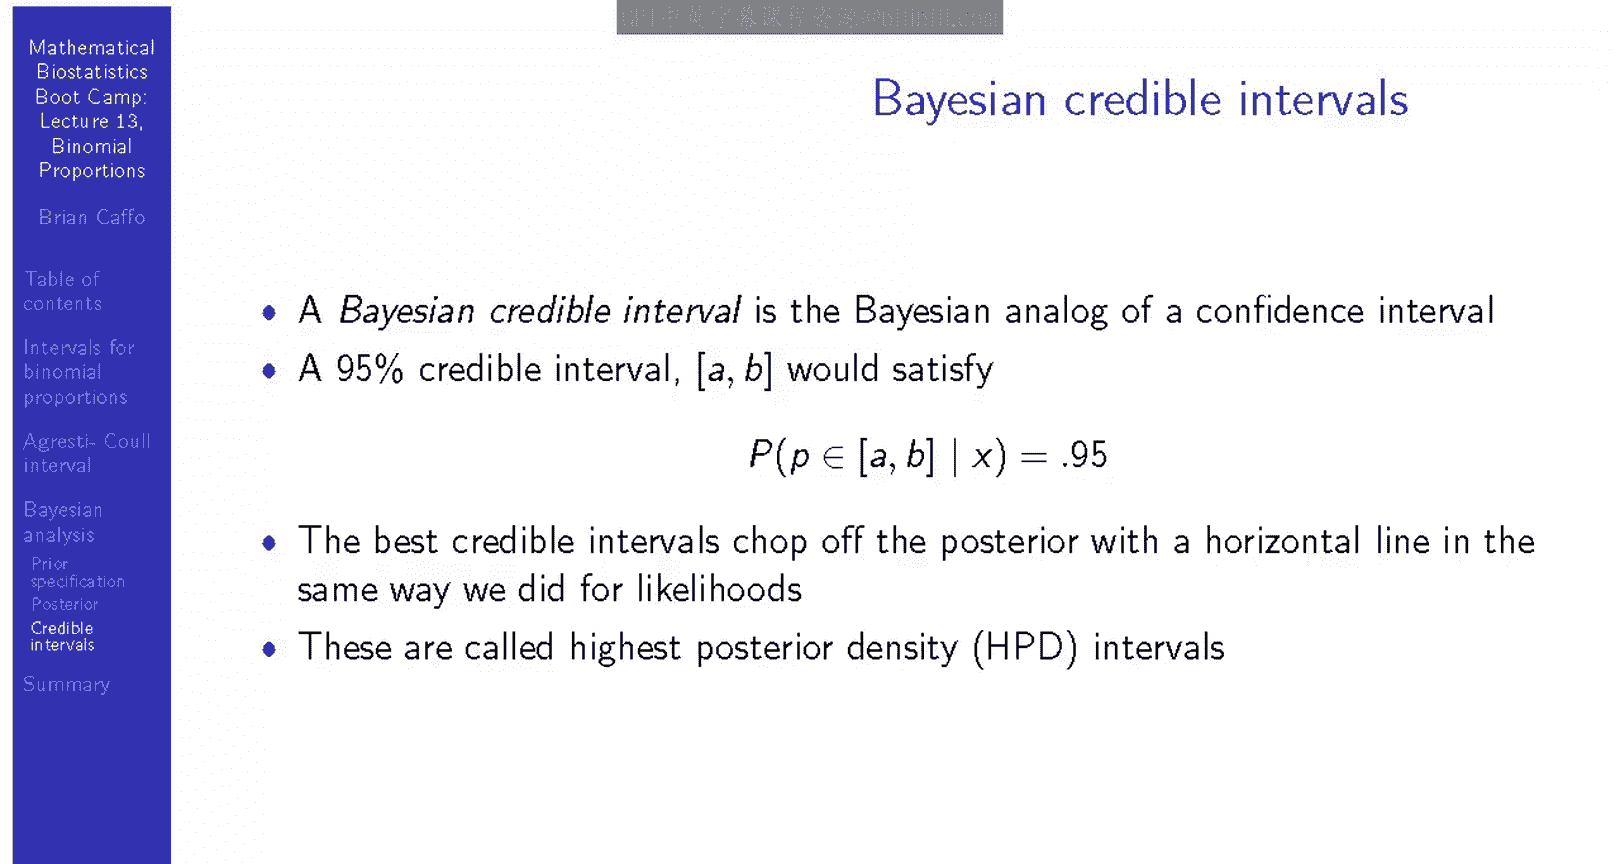 Mathematical
Biostatistics
Boot Camp:
Lecture 13,
Binomial
Proportions
Brian Caffo
Table of
contents
Intervals for
binomial
proportions
Agresti- Coull
interval
Bayesian
analysis
Prior
specification
Posterior
Credible
intervals
Summary
Bayesian credible intervals
• A Bayesian credible interval is the Bayesian analog of a confidence interval
• A 95% credible interval, [a, b] would satisfy
P(p ∈ [a, b] | x) = .95
• The best credible intervals chop off the posterior with a horizontal line in the
same way we did for likelihoods
• These are called highest posterior density (HPD) intervals